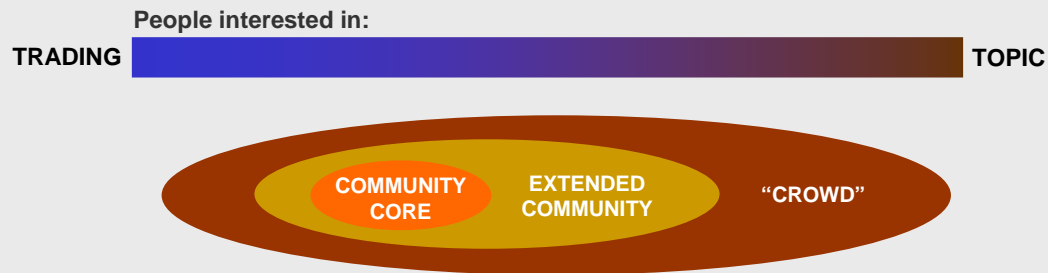 People interested in:
TRADING
TOPIC
COMMUNITY
CORE
EXTENDED
COMMUNITY
“CROWD”